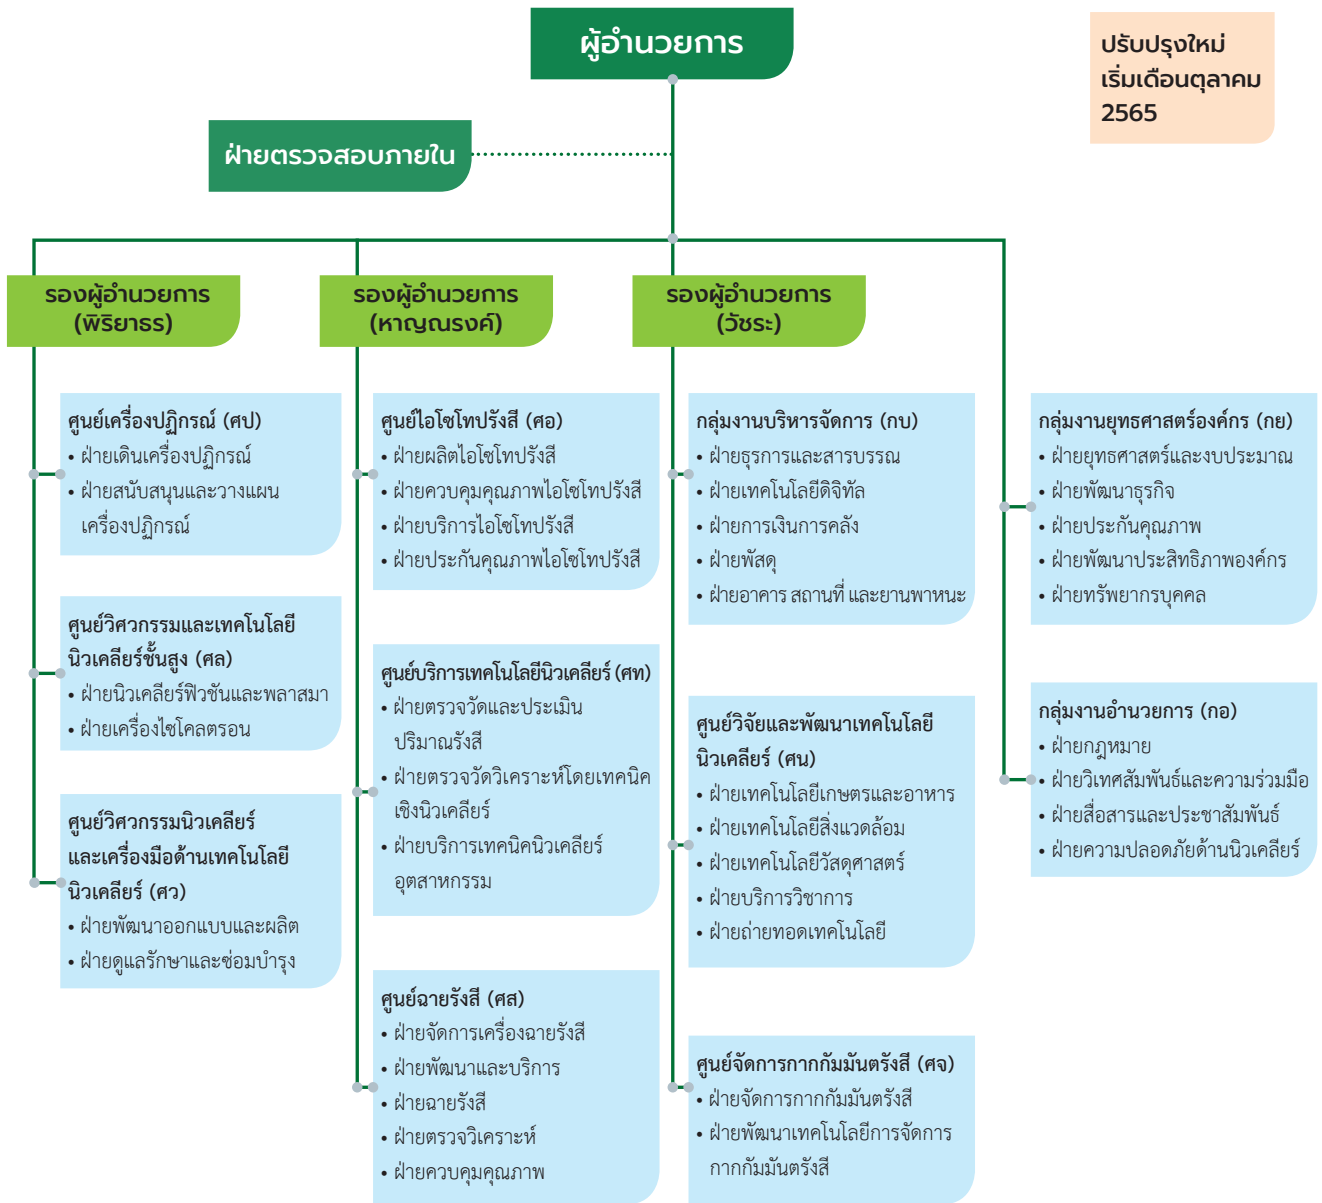 ผู้อำนวยการ
ปรับปรุงใหม่
เริ่มเดือนตุลาคม
2565
ฝ่ายตรวจสอบภายใน
รองผู้อำนวยการ
(พิริยาธร)
รองผู้อำนวยการ
(หาญณรงค์)
รองผู้อำนวยการ
(วัชระ)
ศูนย์เครื่องปฏิกรณ์ (ศป)
• ฝ่ายเดินเครื่องปฏิกรณ์
• ฝ่ายสนับสนุนและวางแผน
เครื่องปฏิกรณ์
ศูนย์วิศวกรรมและเทคโนโลยี
นิวเคลียร์ชั้นสูง (ศล)
• ฝ่ายนิวเคลียร์ฟิวชันและพลาสมา
• ฝ่ายเครื่องไซโคลตรอน
ศูนย์วิศวกรรมนิวเคลียร์
และเครื่องมือด้านเทคโนโลยี
นิวเคลียร์ (ศว)
• ฝ่ายพัฒนาออกแบบและผลิต
• ฝ่ายดูแลรักษาและซ่อมบำรุง
ศูนย์ไอโซโทปรังสี (ศอ)
• ฝ่ายผลิตไอโซโทปรังสี
• ฝ่ายควบคุมคุณภาพไอโซโทปรังสี
• ฝ่ายบริการไอโซโทปรังสี
• ฝ่ายประกันคุณภาพไอโซโทปรังสี
ศูนย์บริการเทคโนโลยีนิวเคลียร์ (ศท)
• ฝ่ายตรวจวัดและประเมิน
ปริมาณรังสี
• ฝ่ายตรวจวัดวิเคราะห์โดยเทคนิค
เชิงนิวเคลียร์
• ฝ่ายบริการเทคนิคนิวเคลียร์
อุตสาหกรรม
ศูนย์ฉายรังสี (ศส)
• ฝ่ายจัดการเครื่องฉายรังสี
• ฝ่ายพัฒนาและบริการ
• ฝ่ายฉายรังสี
• ฝ่ายตรวจวิเคราะห์
• ฝ่ายควบคุมคุณภาพ
กลุ่มงานบริหารจัดการ (กบ)
• ฝ่ายธุรการและสารบรรณ
• ฝ่ายเทคโนโลยีดิจิทัล
• ฝ่ายการเงินการคลัง
• ฝ่ายพัสดุ
• ฝ่ายอาคาร สถานที่ และยานพาหนะ
ศูนย์วิจัยและพัฒนาเทคโนโลยี
นิวเคลียร์ (ศน)
• ฝ่ายเทคโนโลยีเกษตรและอาหาร
• ฝ่ายเทคโนโลยีสิ่งแวดล้อม
• ฝ่ายเทคโนโลยีวัสดุศาสตร์
• ฝ่ายบริการวิชาการ
• ฝ่ายถ่ายทอดเทคโนโลยี
ศูนย์จัดการกากกัมมันตรังสี (ศจ)
• ฝ่ายจัดการกากกัมมันตรังสี
• ฝ่ายพัฒนาเทคโนโลยีการจัดการ
กากกัมมันตรังสี
กลุ่มงานยุทธศาสตร์องค์กร (กย)
• ฝ่ายยุทธศาสตร์และงบประมาณ
• ฝ่ายพัฒนาธุรกิจ
• ฝ่ายประกันคุณภาพ
• ฝ่ายพัฒนาประสิทธิภาพองค์กร
• ฝ่ายทรัพยากรบุคคล
กลุ่มงานอำนวยการ (กอ)
• ฝ่ายกฎหมาย
• ฝ่ายวิเทศสัมพันธ์และความร่วมมือ
• ฝ่ายสื่อสารและประชาสัมพันธ์
• ฝ่ายความปลอดภัยด้านนิวเคลียร์